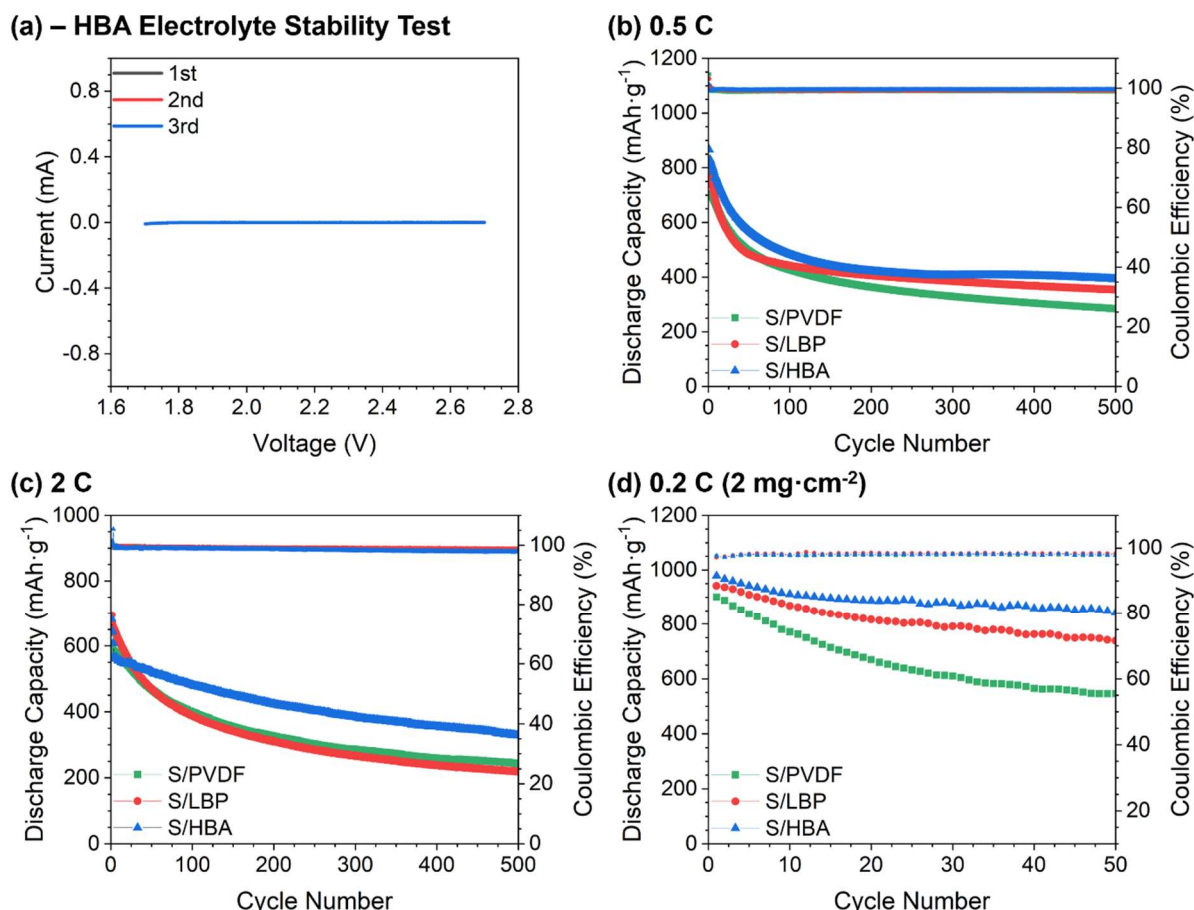 (a) – HBA Electrolyte Stability Test
1st
2nd
3rd
Current (mA)
0.8
0.4
0.0
-0.4
-0.8
1.6 1.8 2.0 2.2 2.4 2.6 2.8
Voltage (V)
(b) 0.5 C
Discharge Capacity (mAh·g⁻¹)
1200
1000
800
600
400
200
0
S/PVDF
S/LBP
S/HBA
0 100 200 300 400 500
Cycle Number
100
80
60
40
20
0
Coulombic Efficiency (%)
(c) 2 C
Discharge Capacity (mAh·g⁻¹)
1000
800
600
400
200
0
S/PVDF
S/LBP
S/HBA
0 100 200 300 400 500
Cycle Number
100
80
60
40
20
0
Coulombic Efficiency (%)
(d) 0.2 C (2 mg·cm⁻²)
Discharge Capacity (mAh·g⁻¹)
1200
1000
800
600
400
200
0
S/PVDF
S/LBP
S/HBA
0 10 20 30 40 50
Cycle Number
100
80
60
40
20
Coulombic Efficiency (%)